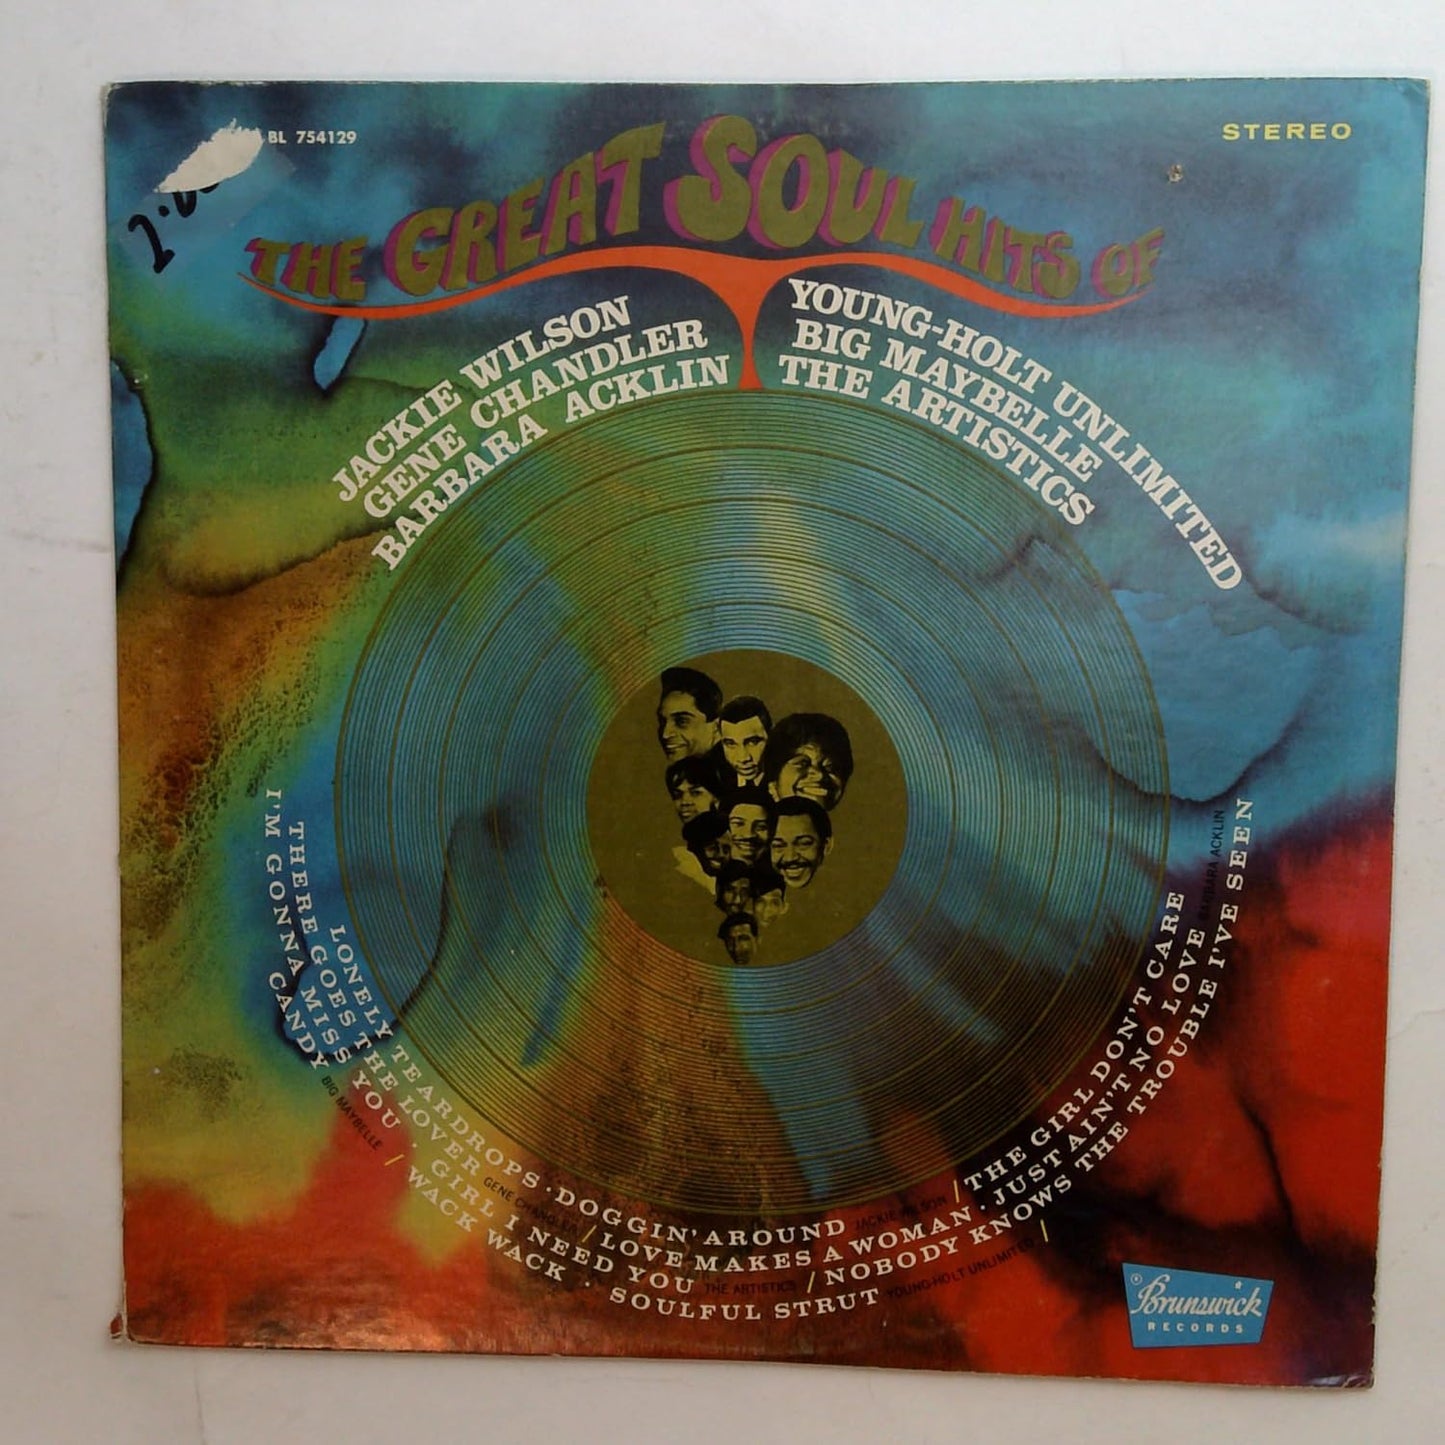 BL 754129
STEREO
THE GREAT SOUL HITS OF
JACKIE WILSON
GENE CHANDLER
BARBARA ACKLIN
YOUNG-HOLT UNLIMITED
BIG MAYBELLE
THE ARTISTICS
LONELY TEARDROPS · DOGGIN' AROUND JACKIE WILSON / THE GIRL DON'T CARE
THERE GOES THE LOVER GENE CHANDLER / LOVE MAKES A WOMAN · JUST AIN'T NO LOVE BARBARA ACKLIN
I'M GONNA MISS YOU · GIRL I NEED YOU THE ARTISTICS / NOBODY KNOWS THE TROUBLE I'VE SEEN
CANDY BIG MAYBELLE / WACK WACK · SOULFUL STRUT YOUNG-HOLT UNLIMITED /
® Brunswick
RECORDS